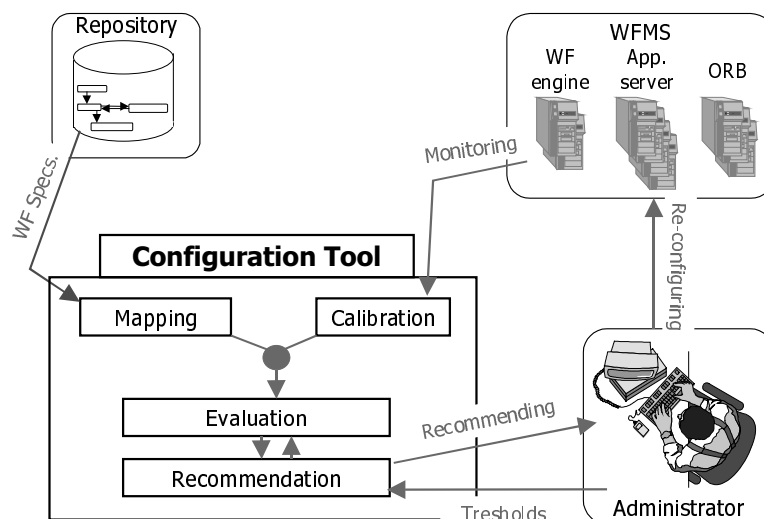 Repository
WFMS
WF
engine
App.
server
ORB
WF Specs.
Monitoring
Re-configuring
Configuration Tool
Mapping
Calibration
Evaluation
Recommending
Recommendation
Tresholds
Administrator